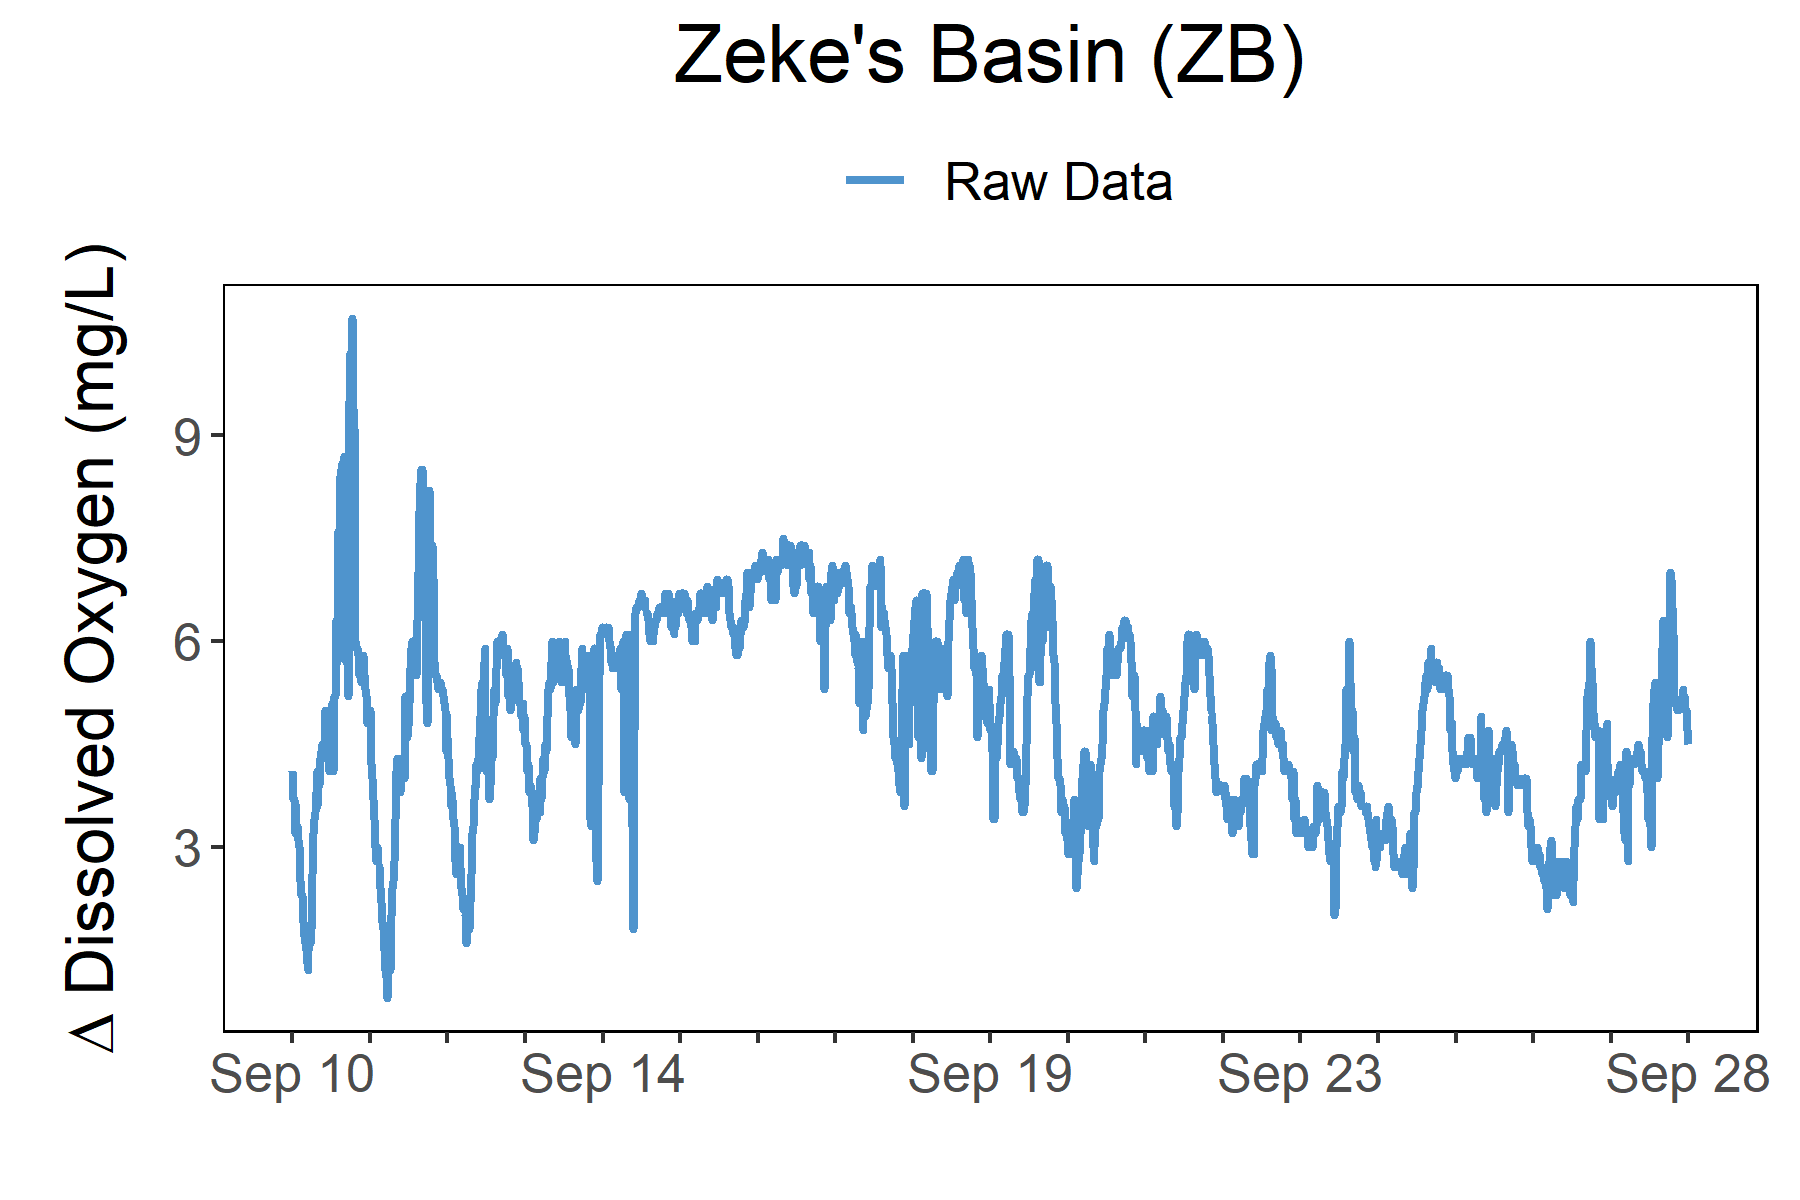 Zeke's Basin (ZB)
Raw Data
Δ Dissolved Oxygen (mg/L)
9
6
3
Sep 10 Sep 14 Sep 19 Sep 23 Sep 28